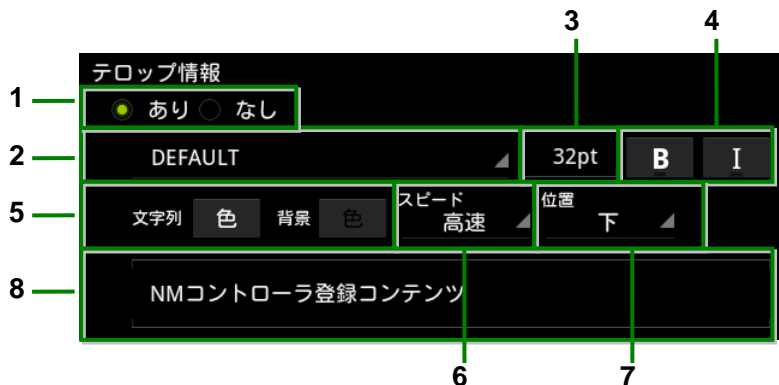 3 4
テロップ情報
1 あり なし
2 DEFAULT 32pt B I
スピード 位置
5 文字列 色 背景 色 高速 下
8 NMコントローラ登録コンテンツ
6 7